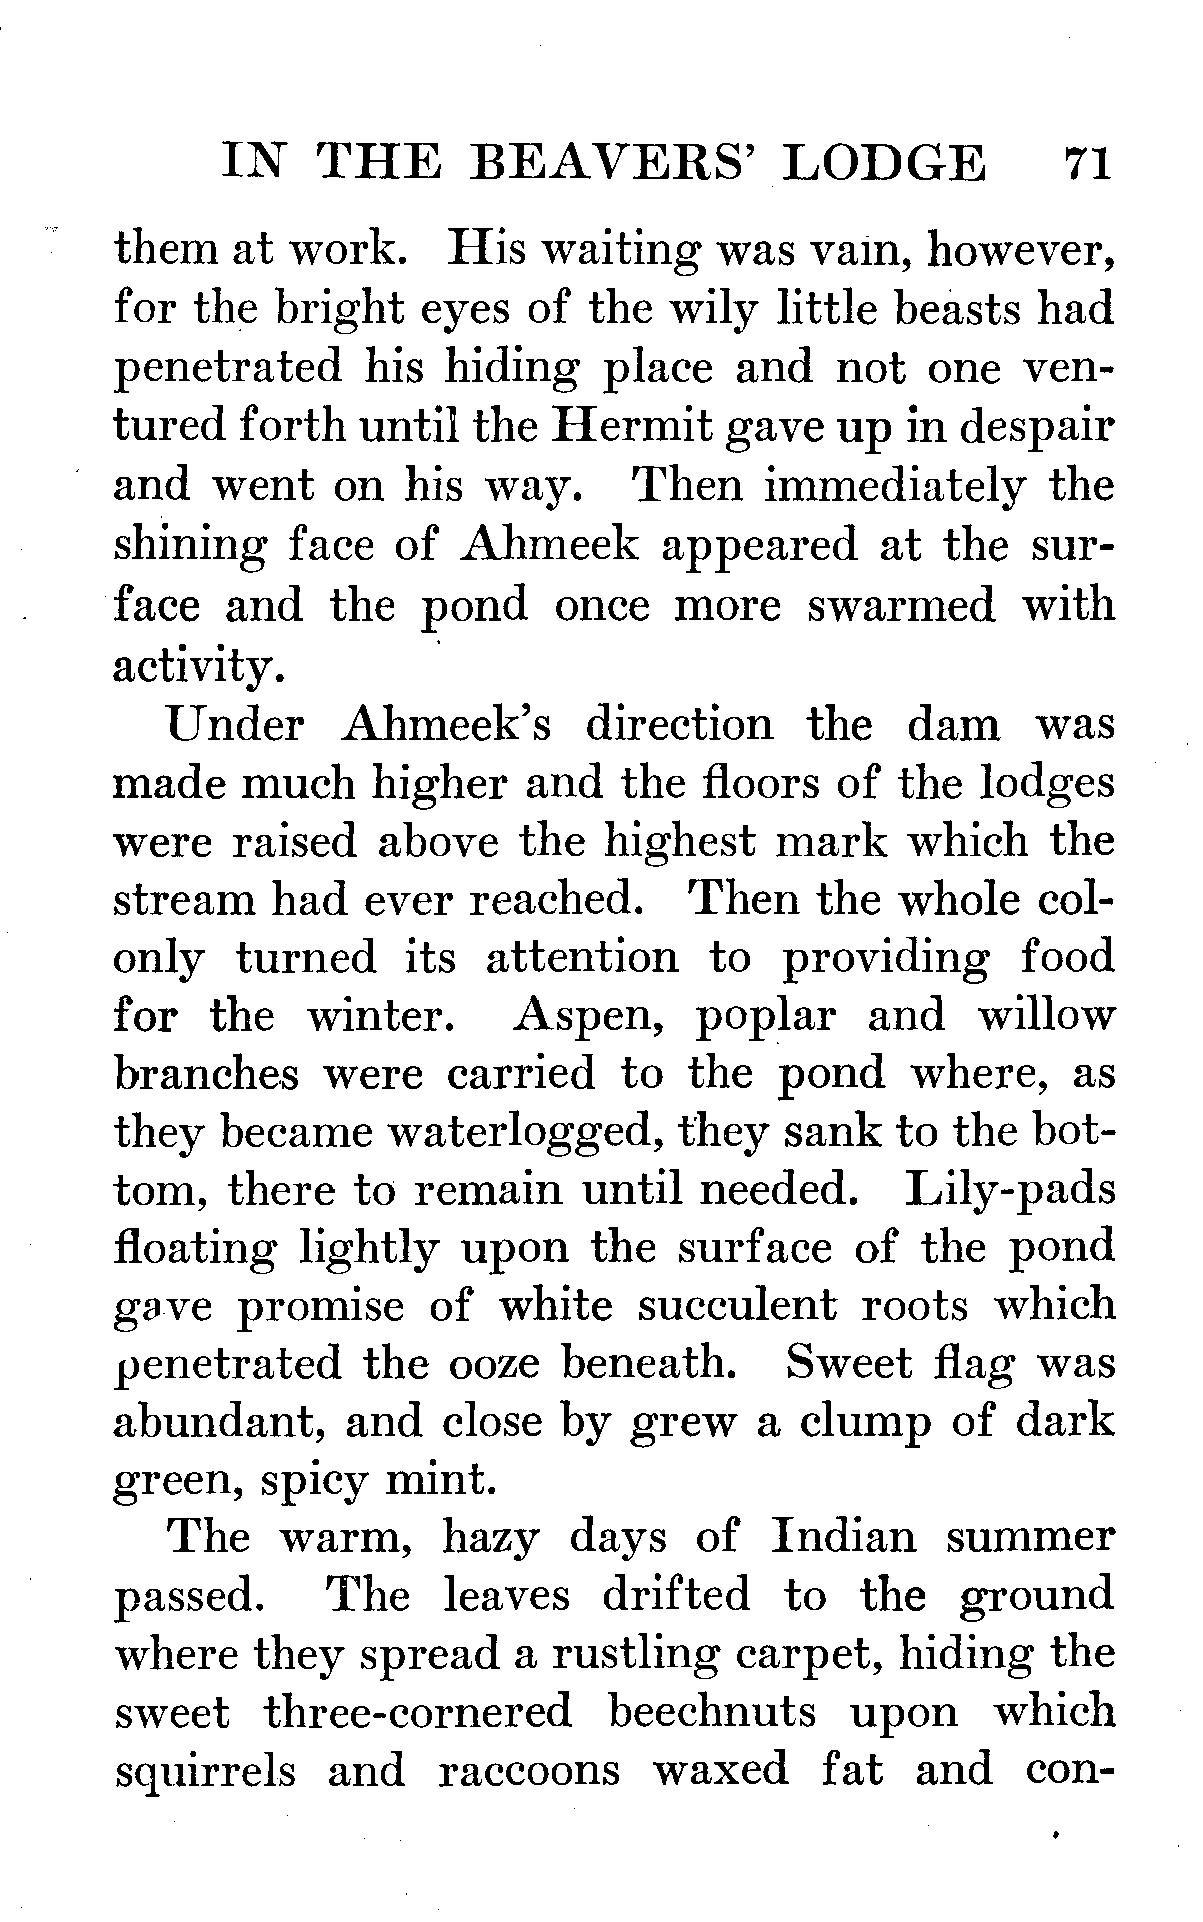 IN THE BEAVERS' LODGE 71
them at work. His waiting was vain, however,
for the bright eyes of the wily little beasts had
penetrated his hiding place and not one ven-
tured forth until the Hermit gave up in despair
and went on his way. Then immediately the
shining face of Ahmeek appeared at the sur-
face and the pond once more swarmed with
activity.
Under Ahmeek's direction the dam was
made much higher and the floors of the lodges
were raised above the highest mark which the
stream had ever reached. Then the whole col-
only turned its attention to providing food
for the winter. Aspen, poplar and willow
branches were carried to the pond where, as
they became waterlogged, they sank to the bot-
tom, there to remain until needed. Lily-pads
floating lightly upon the surface of the pond
gave promise of white succulent roots which
penetrated the ooze beneath. Sweet flag was
abundant, and close by grew a clump of dark
green, spicy mint.
The warm, hazy days of Indian summer
passed. The leaves drifted to the ground
where they spread a rustling carpet, hiding the
sweet three-cornered beechnuts upon which
squirrels and raccoons waxed fat and con-